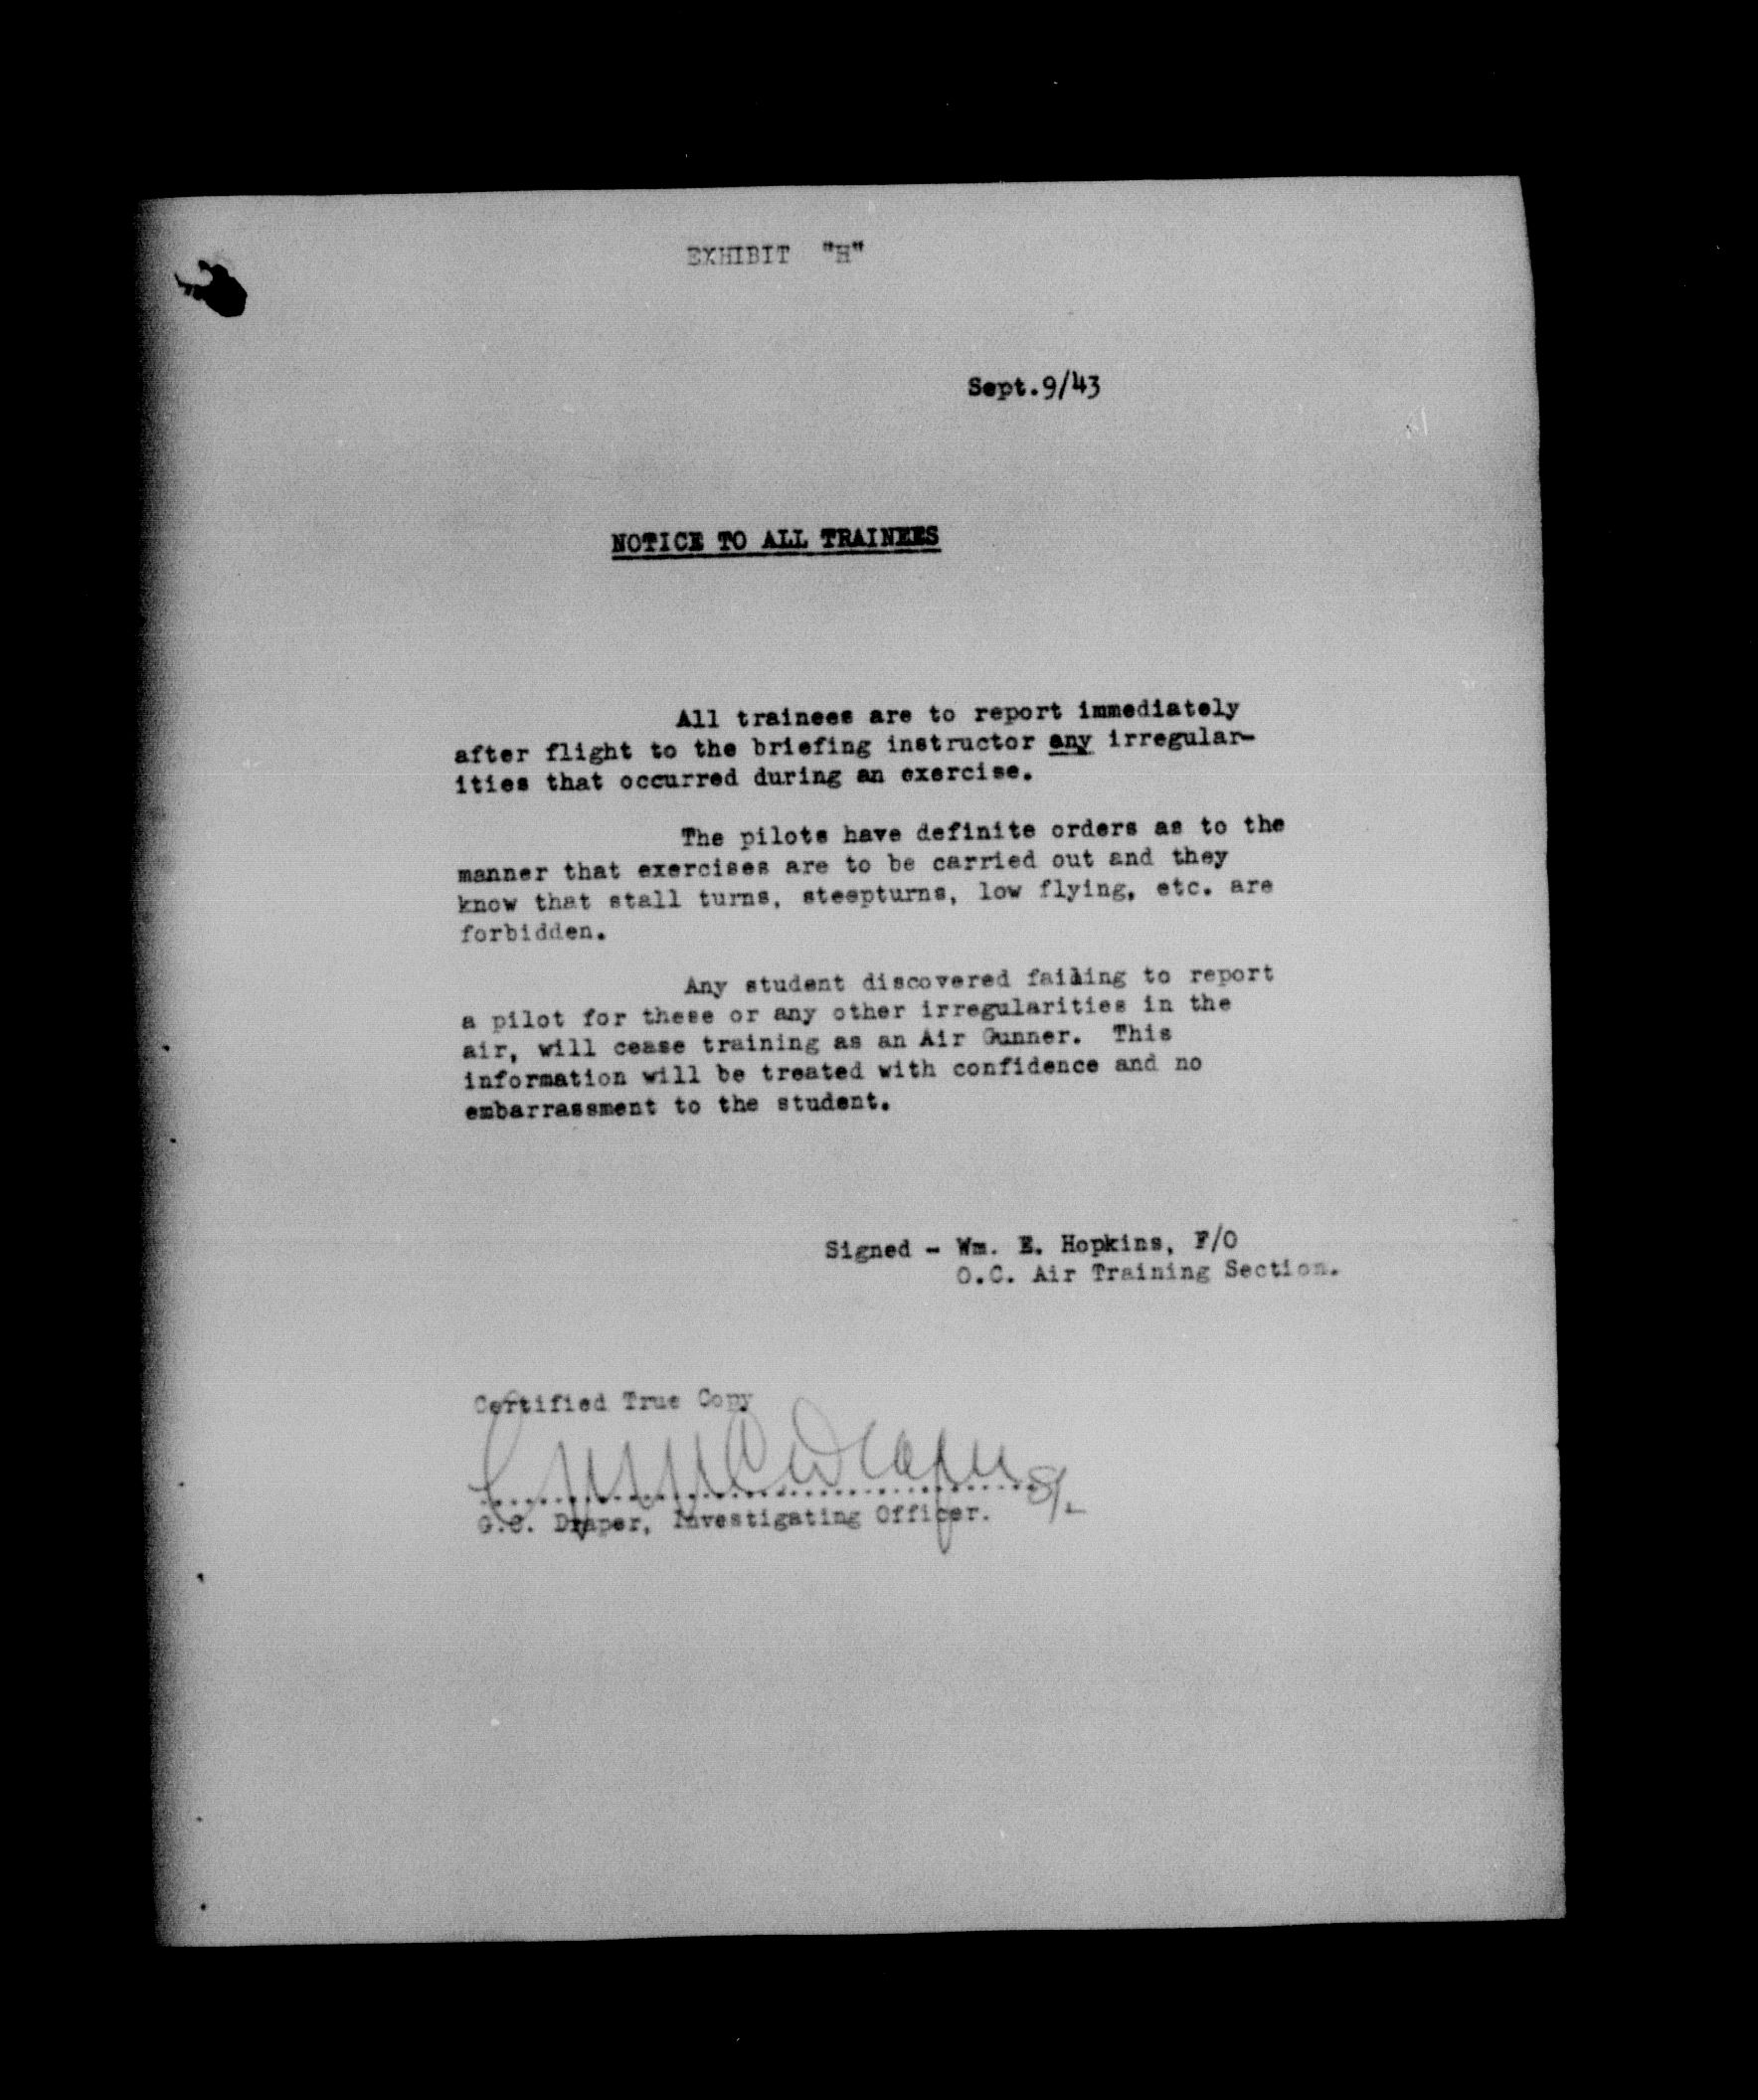 EXHIBIT "H"
Sept.9/43
NOTICE TO ALL TRAINEES
All trainees are to report immediately
after flight to the briefing instructor any irregular-
ities that occurred during an exercise.
The pilots have definite orders as to the
manner that exercises are to be carried out and they
know that stall turns, steepturns, low flying, etc. are
forbidden.
Any student discovered failing to report
a pilot for these or any other irregularities in the
air, will cease training as an Air Gunner. This
information will be treated with confidence and no
embarrassment to the student.
Signed - Wm. E. Hopkins, F/O
O.C. Air Training Section.
Certified True Copy
Draper S/L
G.C. Draper, Investigating Officer.